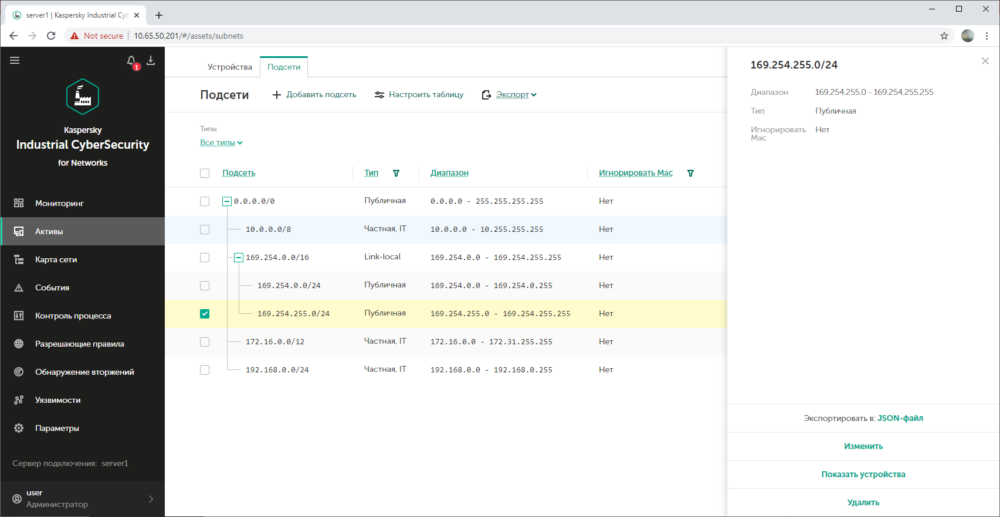 server1 | Kaspersky Industrial Cyb
Not secure
10.65.50.201/#/assets/subnets
1
Kaspersky
Industrial CyberSecurity
for Networks
Мониторинг
Активы
Карта сети
События
Контроль процесса
Разрешающие правила
Обнаружение вторжений
Уязвимости
Параметры
Сервер подключения: server1
user
Администратор
Устройства
Подсети
Подсети
Добавить подсеть
Настроить таблицу
Экспорт
Типы
Все типы
Подсеть Тип Диапазон Игнорировать Mac
0.0.0.0/0 Публичная 0.0.0.0 - 255.255.255.255 Нет
10.0.0.0/8 Частная, IT 10.0.0.0 - 10.255.255.255 Нет
169.254.0.0/16 Link-local 169.254.0.0 - 169.254.255.255 Нет
169.254.0.0/24 Публичная 169.254.0.0 - 169.254.0.255 Нет
169.254.255.0/24 Публичная 169.254.255.0 - 169.254.255.255 Нет
172.16.0.0/12 Частная, IT 172.16.0.0 - 172.31.255.255 Нет
192.168.0.0/24 Частная, IT 192.168.0.0 - 192.168.0.255 Нет
169.254.255.0/24
Диапазон 169.254.255.0 - 169.254.255.255
Тип Публичная
Игнорировать Нет
Mac
Экспортировать в: JSON-файл
Изменить
Показать устройства
Удалить